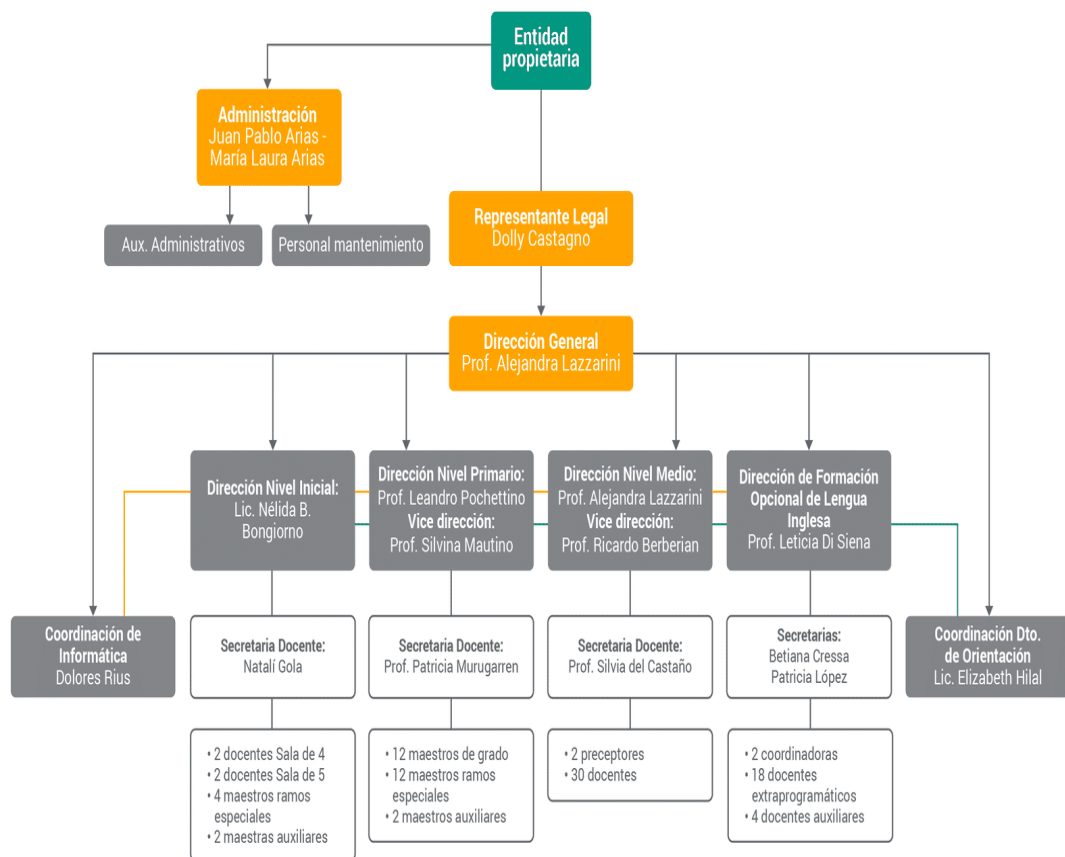 Entidad
propietaria
Administración
Juan Pablo Arias -
María Laura Arias
Aux. Administrativos
Personal mantenimiento
Representante Legal
Dolly Castagno
Dirección General
Prof. Alejandra Lazzarini
Dirección Nivel Inicial:
Lic. Nélida B.
Bongiorno
Dirección Nivel Primario:
Prof. Leandro Pochettino
Vice dirección:
Prof. Silvina Mautino
Dirección Nivel Medio:
Prof. Alejandra Lazzarini
Vice dirección:
Prof. Ricardo Berberian
Dirección de Formación
Opcional de Lengua
Inglesa
Prof. Leticia Di Siena
Coordinación de
Informática
Dolores Rius
Secretaria Docente:
Natalí Gola
Secretaria Docente:
Prof. Patricia Murugarren
Secretaria Docente:
Prof. Silvia del Castaño
Secretarias:
Betiana Cressa
Patricia López
Coordinación Dto.
de Orientación
Lic. Elizabeth Hilal
• 2 docentes Sala de 4
• 2 docentes Sala de 5
• 4 maestros ramos
especiales
• 2 maestras auxiliares
• 12 maestros de grado
• 12 maestros ramos
especiales
• 2 maestros auxiliares
• 2 preceptores
• 30 docentes
• 2 coordinadoras
• 18 docentes
extraprogramáticos
• 4 docentes auxiliares